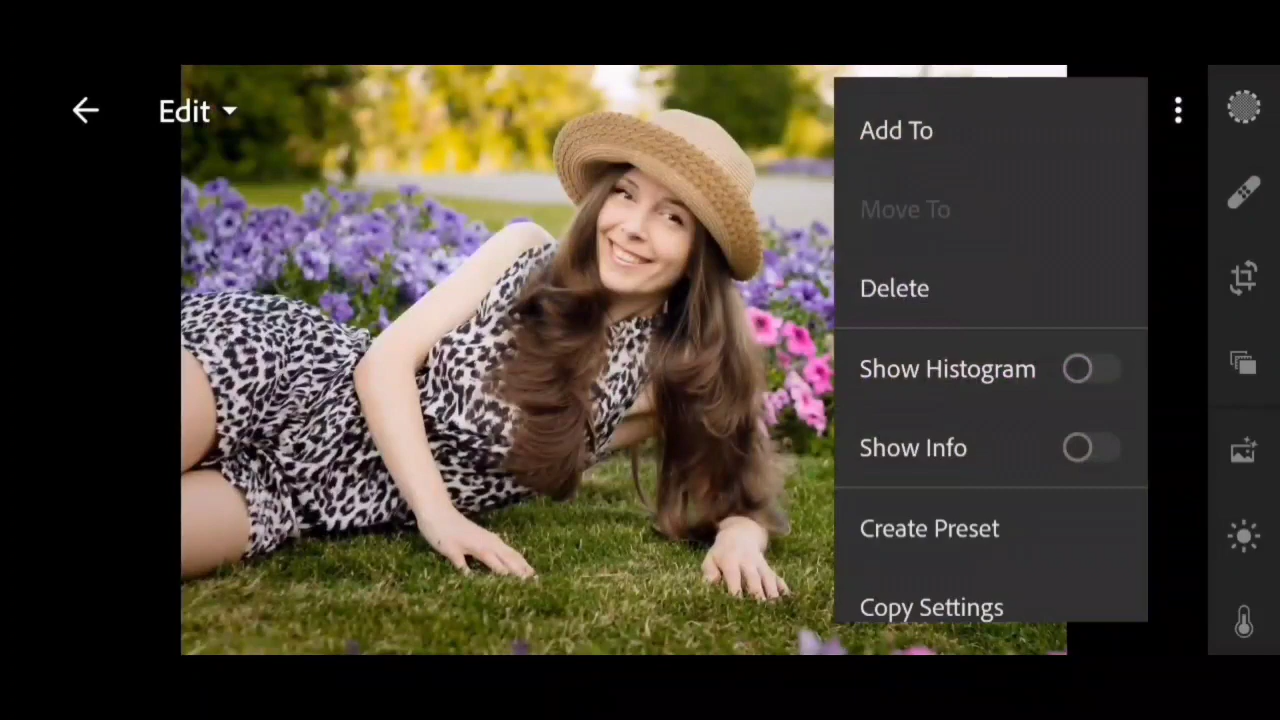 Edit
Add To
Move To
Delete
Show Histogram
Show Info
Create Preset
Copy Settings